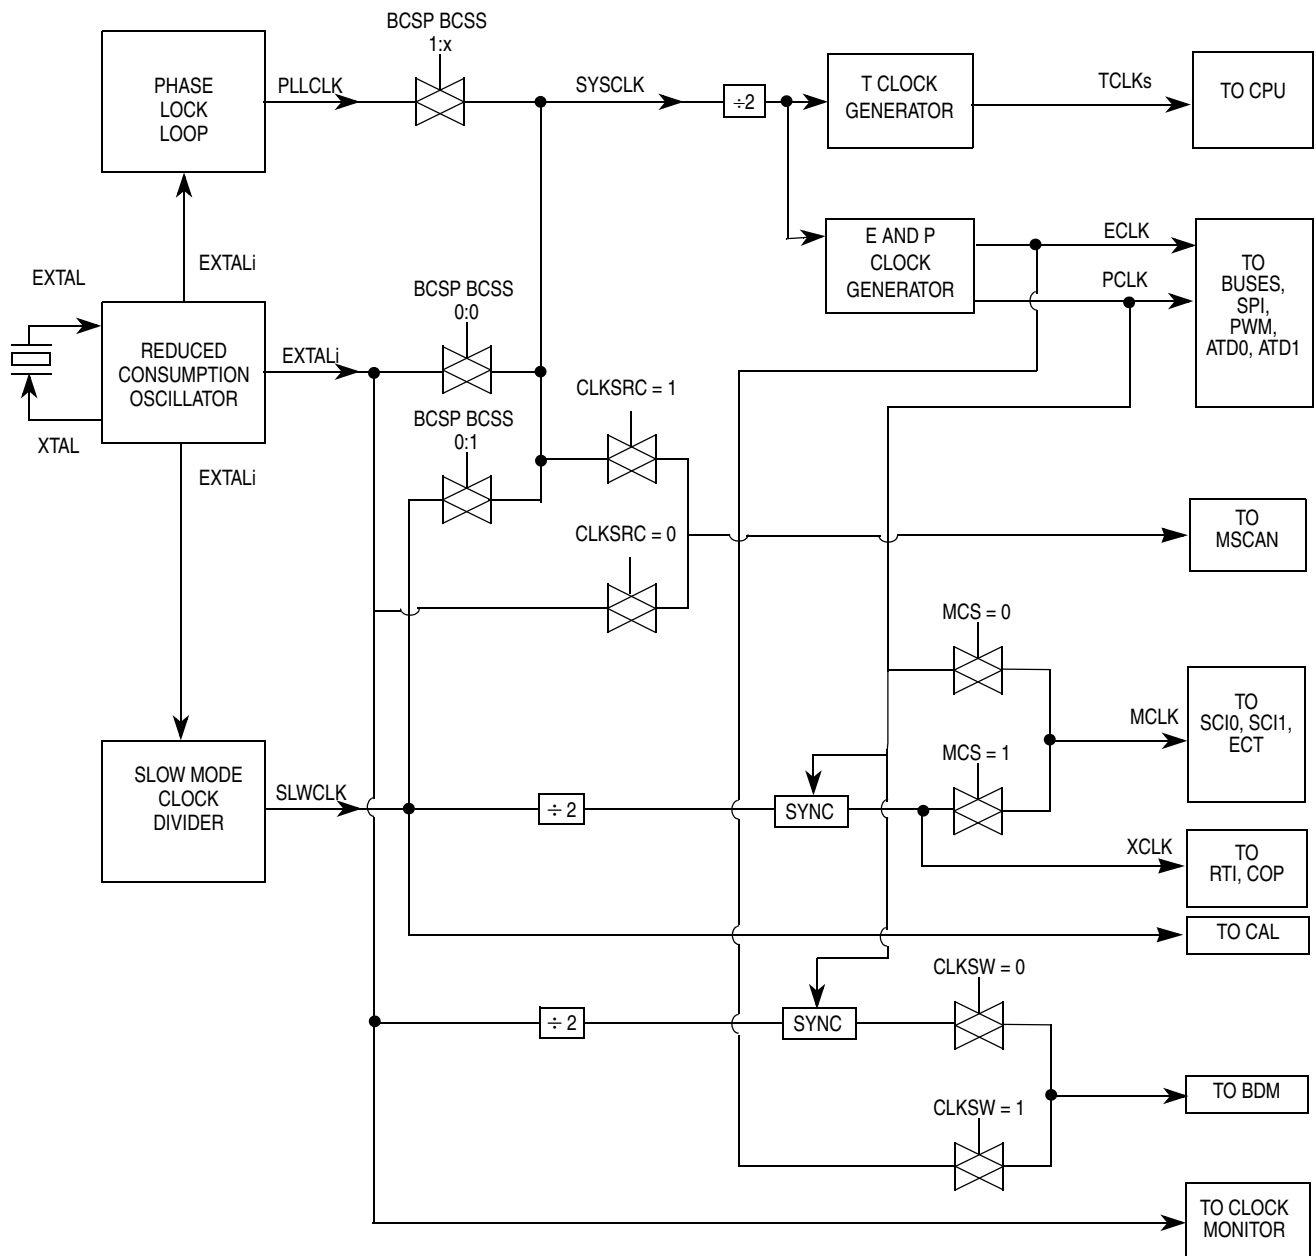 BCSP BCSS
1:x
PHASE
LOCK
LOOP
PLLCLK
SYSCLK
÷2
T CLOCK
GENERATOR
TCLKs
TO CPU
EXTALi
E AND P
CLOCK
GENERATOR
ECLK
PCLK
TO
BUSES,
SPI,
PWM,
ATD0, ATD1
EXTAL
XTAL
REDUCED
CONSUMPTION
OSCILLATOR
EXTALi
BCSP BCSS
0:0
BCSP BCSS
0:1
CLKSRC = 1
CLKSRC = 0
EXTALi
TO
MSCAN
MCS = 0
MCS = 1
MCLK
TO
SCI0, SCI1,
ECT
SLOW MODE
CLOCK
DIVIDER
SLWCLK
÷ 2
SYNC
XCLK
TO
RTI, COP
TO CAL
÷ 2
SYNC
CLKSW = 0
CLKSW = 1
TO BDM
TO CLOCK
MONITOR